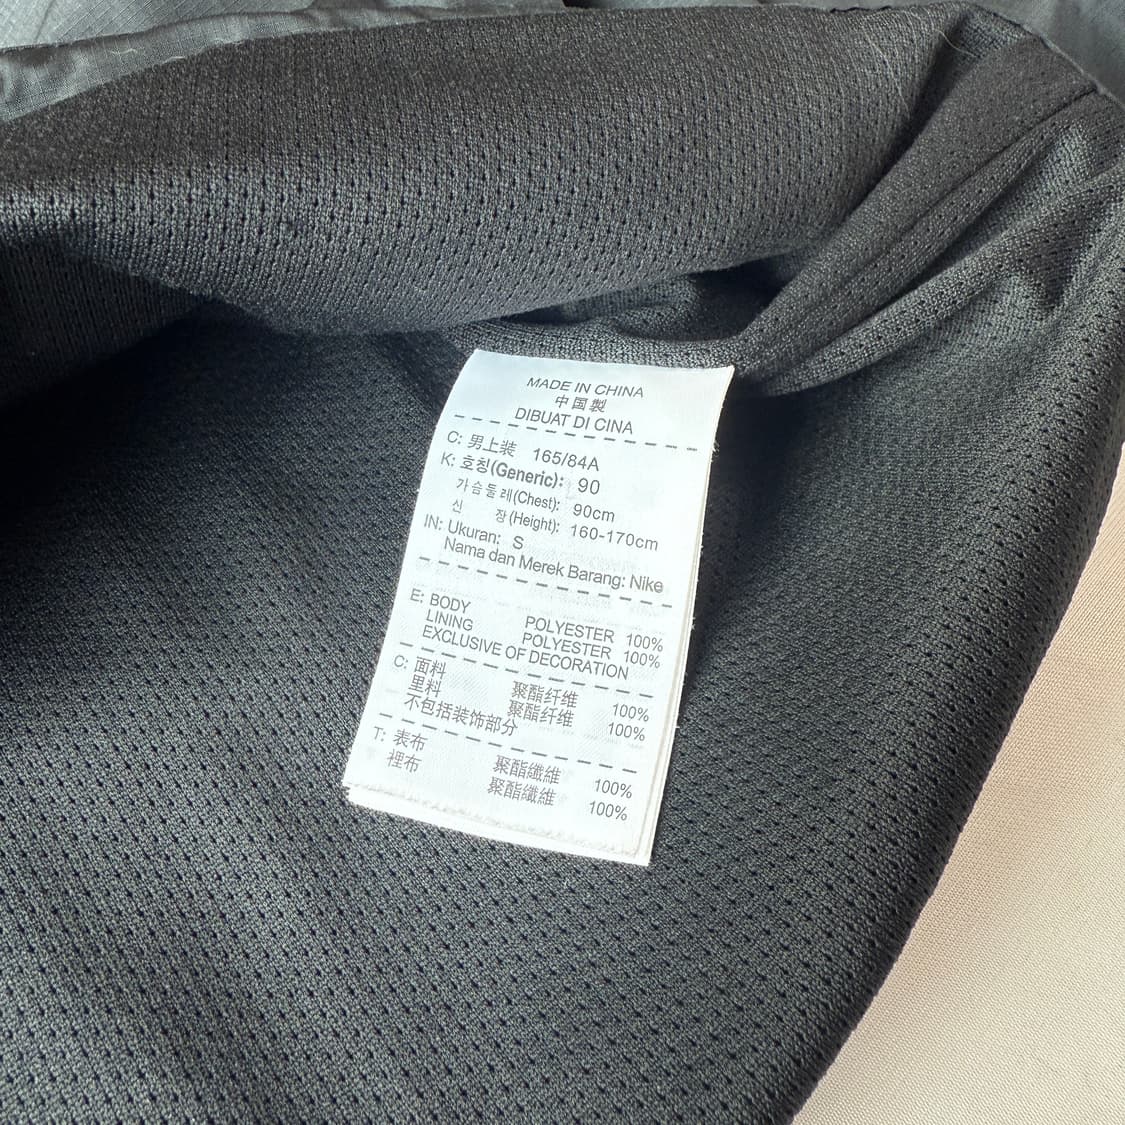 MADE IN CHINA
中国製
DIBUAT DI CINA
C: 男上装 165/84A
K: 호칭(Generic): 90
가슴둘레(Chest): 90cm
신 장(Height): 160-170cm
IN: Ukuran: S
Nama dan Merek Barang: Nike
E: BODY POLYESTER 100%
LINING POLYESTER 100%
EXCLUSIVE OF DECORATION
C: 面料 聚酯纤维 100%
里料 聚酯纤维 100%
不包括装饰部分
T: 表布 聚酯纖維 100%
裡布 聚酯纖維 100%